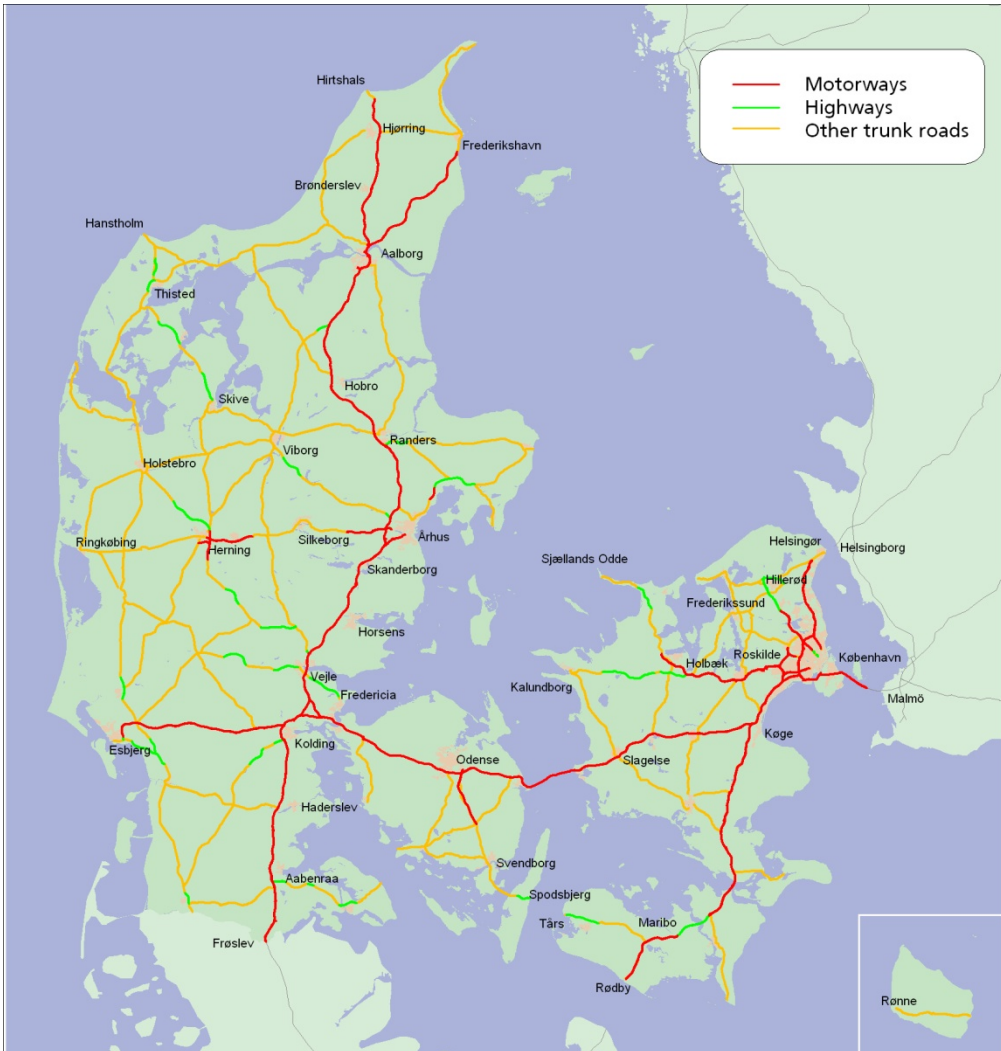 Motorways
Highways
Other trunk roads
Hirtshals
Hjørring
Frederikshavn
Brønderslev
Hanstholm
Aalborg
Thisted
Hobro
Skive
Randers
Viborg
Holstebro
Århus
Silkeborg
Ringkøbing
Herning
Skanderborg
Helsingør
Helsingborg
Sjællands Odde
Hillerød
Frederikssund
Horsens
Roskilde
København
Holbæk
Vejle
Kalundborg
Fredericia
Malmö
Køge
Kolding
Esbjerg
Odense
Slagelse
Haderslev
Svendborg
Aabenraa
Spodsbjerg
Tårs
Maribo
Frøslev
Rødby
Rønne